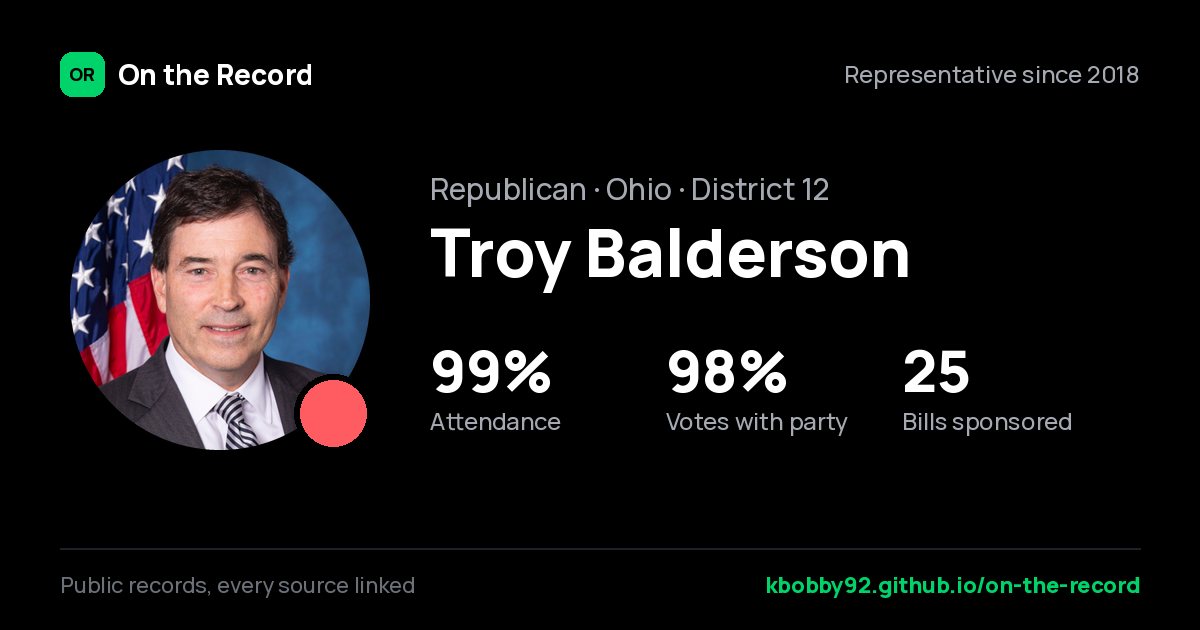 OR On the Record
Representative since 2018
Republican · Ohio · District 12
Troy Balderson
99% 98% 25
Attendance Votes with party Bills sponsored
Public records, every source linked
kbobby92.github.io/on-the-record